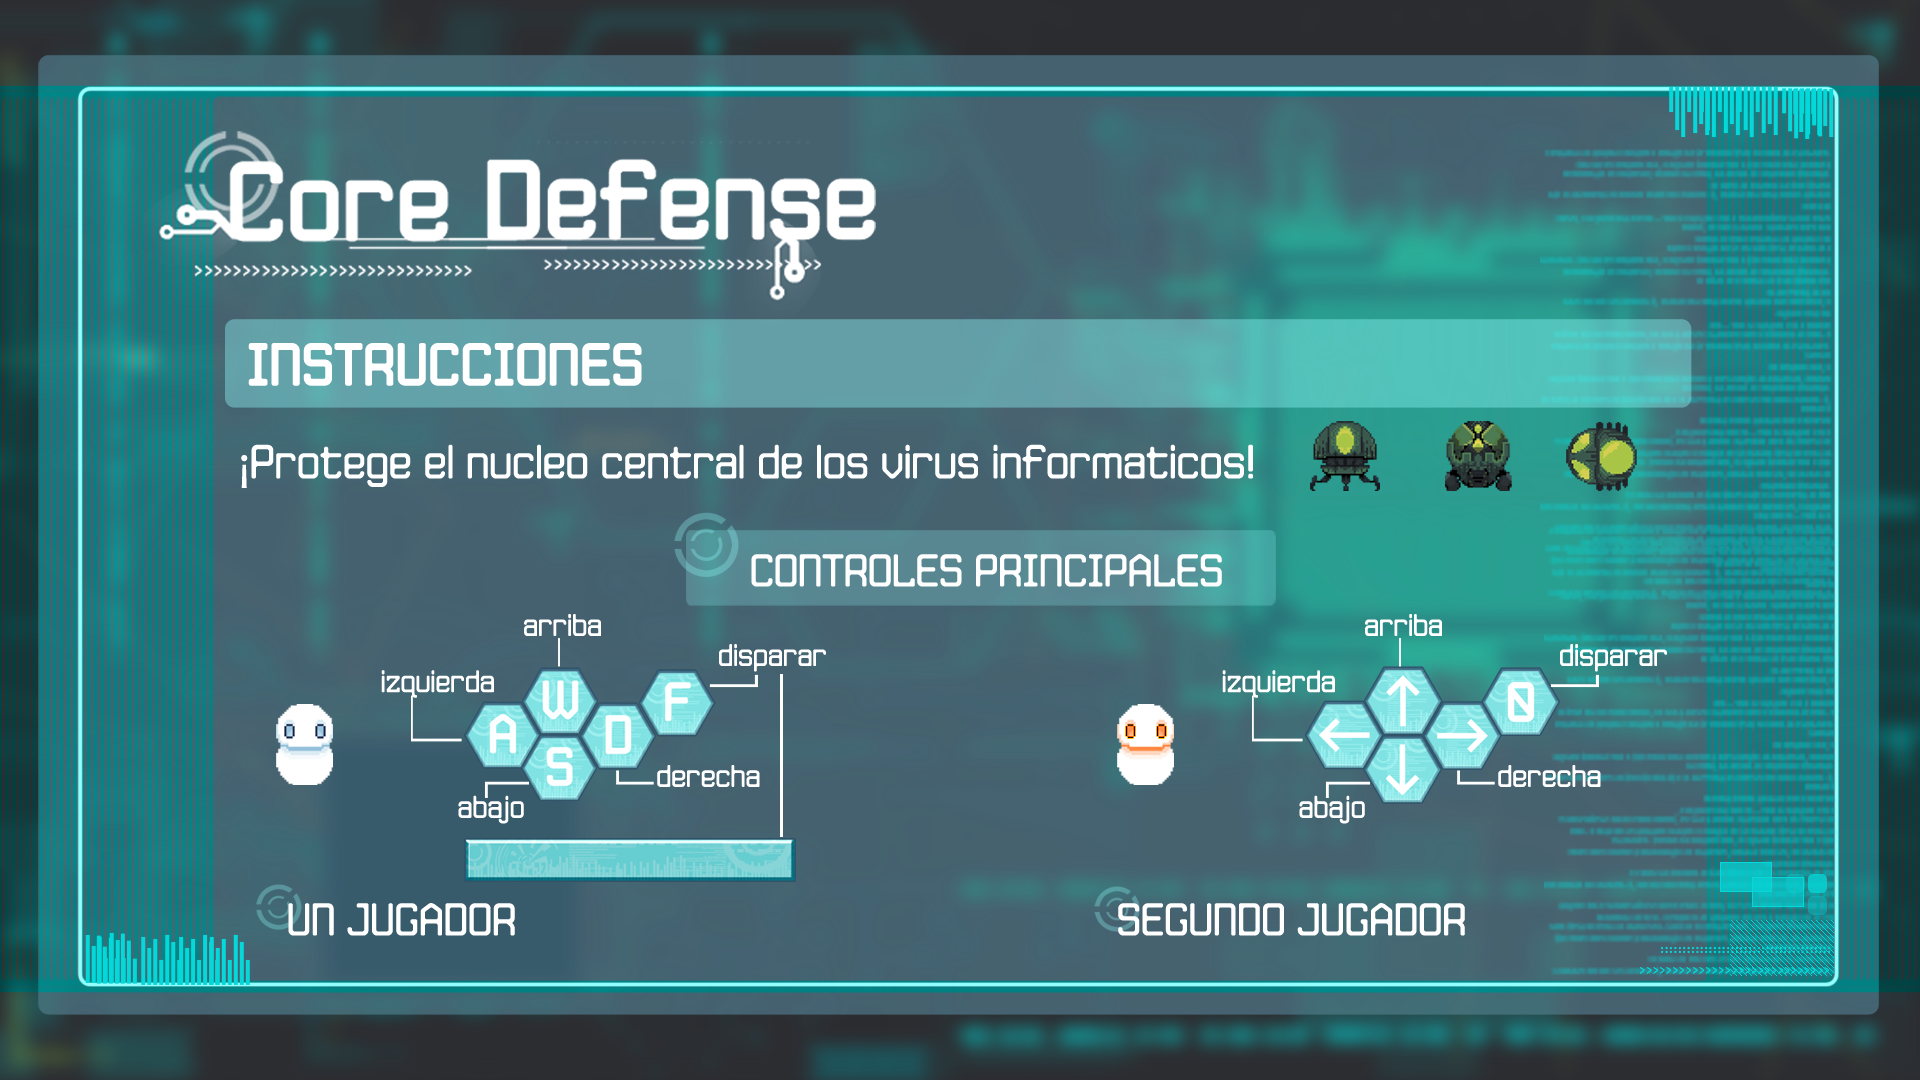 Core Defense
INSTRUCCIONES
¡Protege el nucleo central de los virus informaticos!
CONTROLES PRINCIPALES
arriba
disparar
izquierda
W
F
A
D
S
derecha
abajo
UN JUGADOR
arriba
disparar
izquierda
↑
0
←
→
↓
derecha
abajo
SEGUNDO JUGADOR